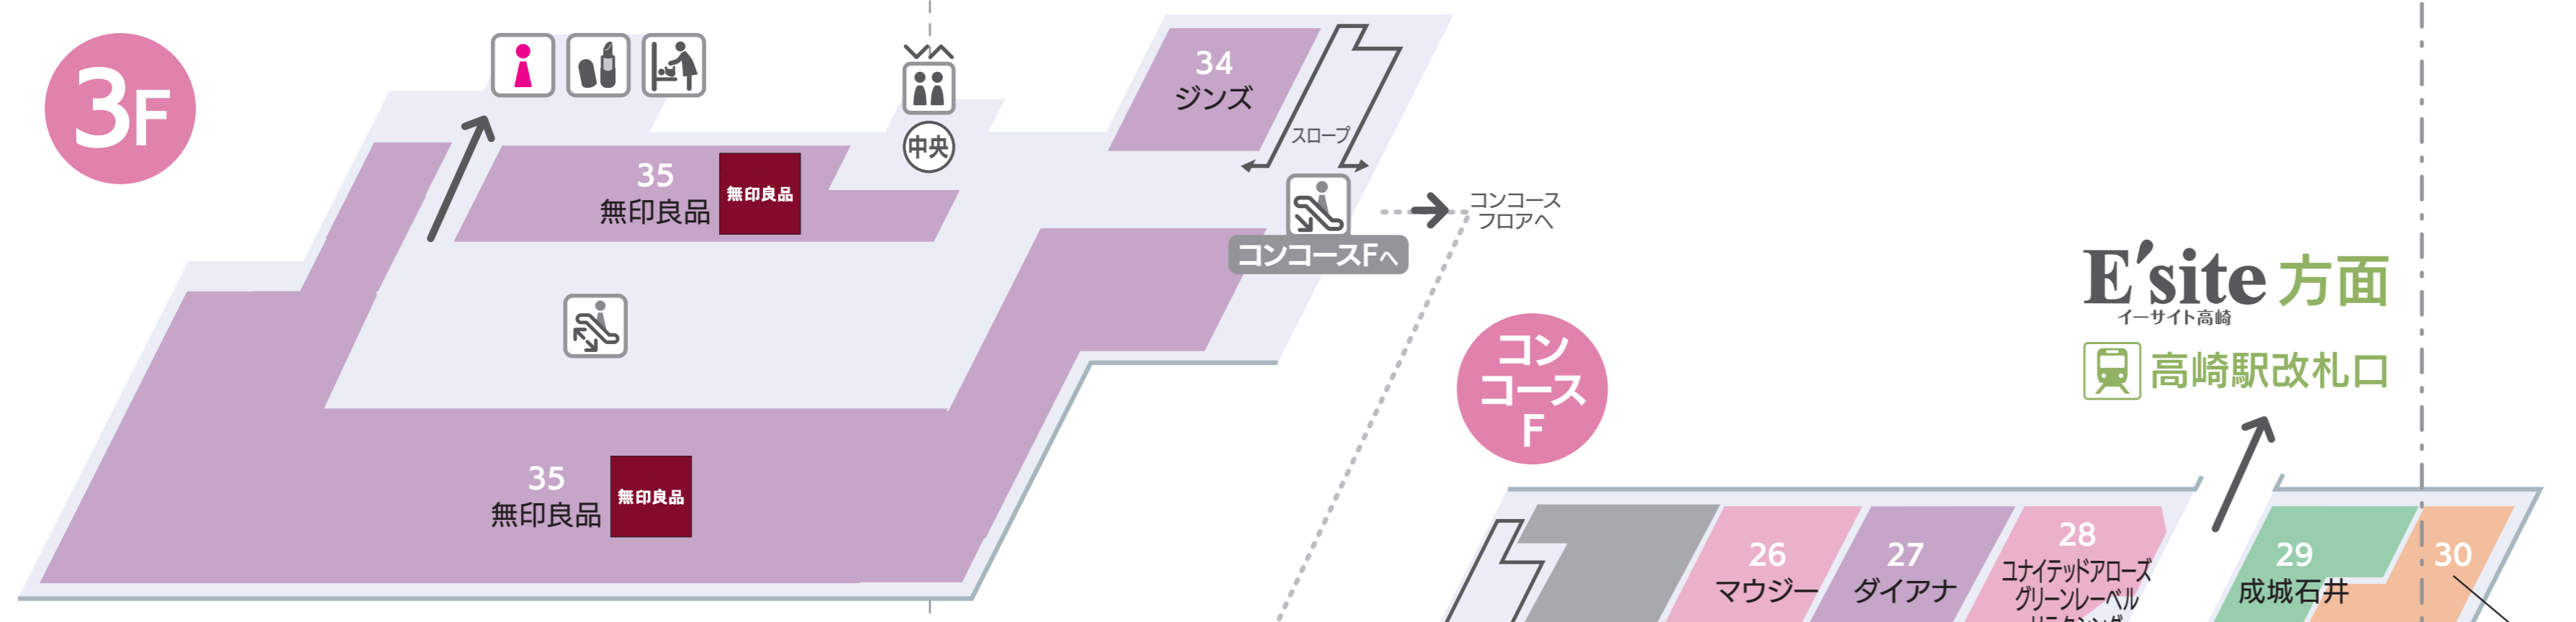 3F
中央
34
ジンズ
スロープ
35
無印良品
無印良品
コンコースFへ
コンコース
フロアへ
E'site 方面
イーサイト高崎
高崎駅改札口
コン
コース
F
35
無印良品
無印良品
26
マウジー
27
ダイアナ
28
ユナイテッドアローズ
グリーンレーベル
29
成城石井
30